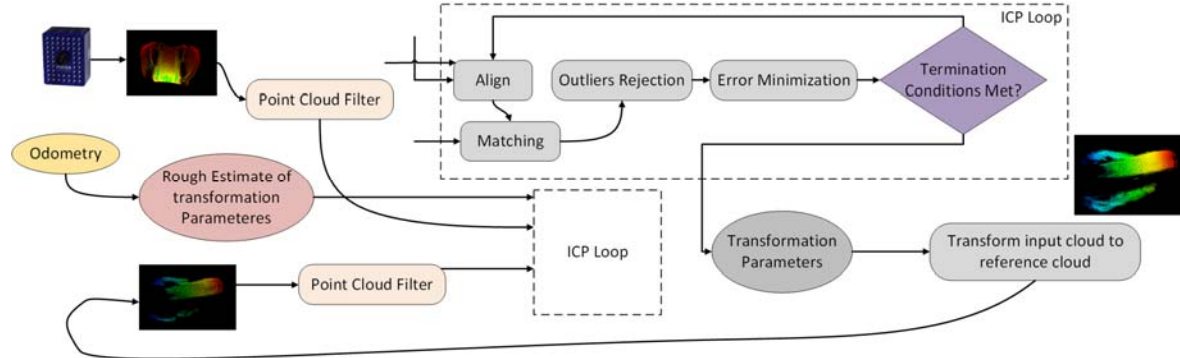 ICP Loop
Align
Outliers Rejection
Error Minimization
Termination
Conditions Met?
Point Cloud Filter
Matching
Odometry
Rough Estimate of
transformation
Parameteres
ICP Loop
Transformation
Parameters
Transform input cloud to
reference cloud
Point Cloud Filter